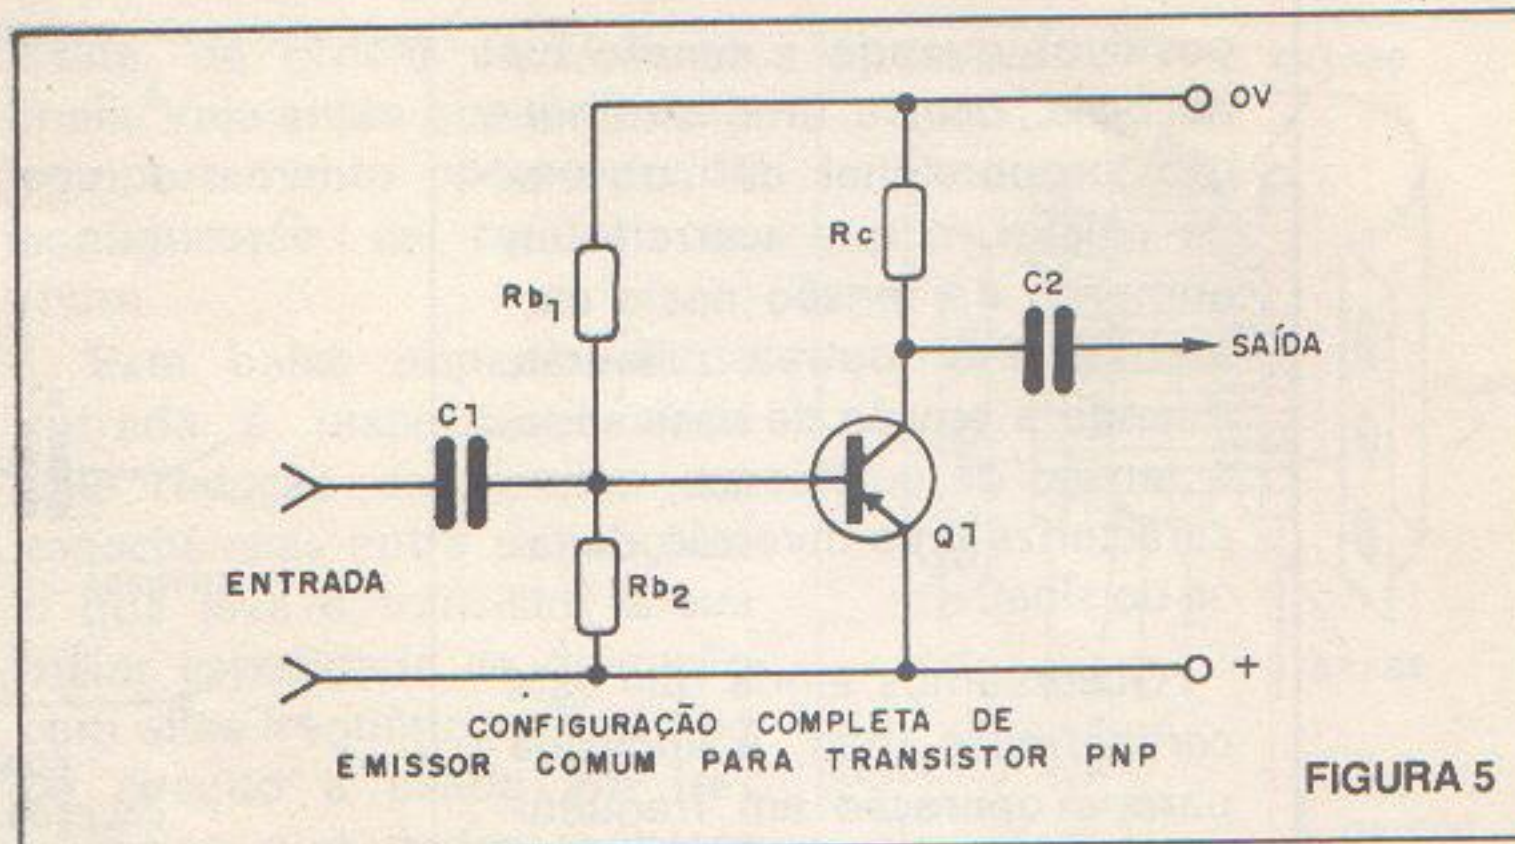 0V
Rc
Rb1
C2
SAÍDA
C1
Q1
ENTRADA
Rb2
+
CONFIGURAÇÃO COMPLETA DE
EMISSOR COMUM PARA TRANSISTOR PNP
FIGURA 5